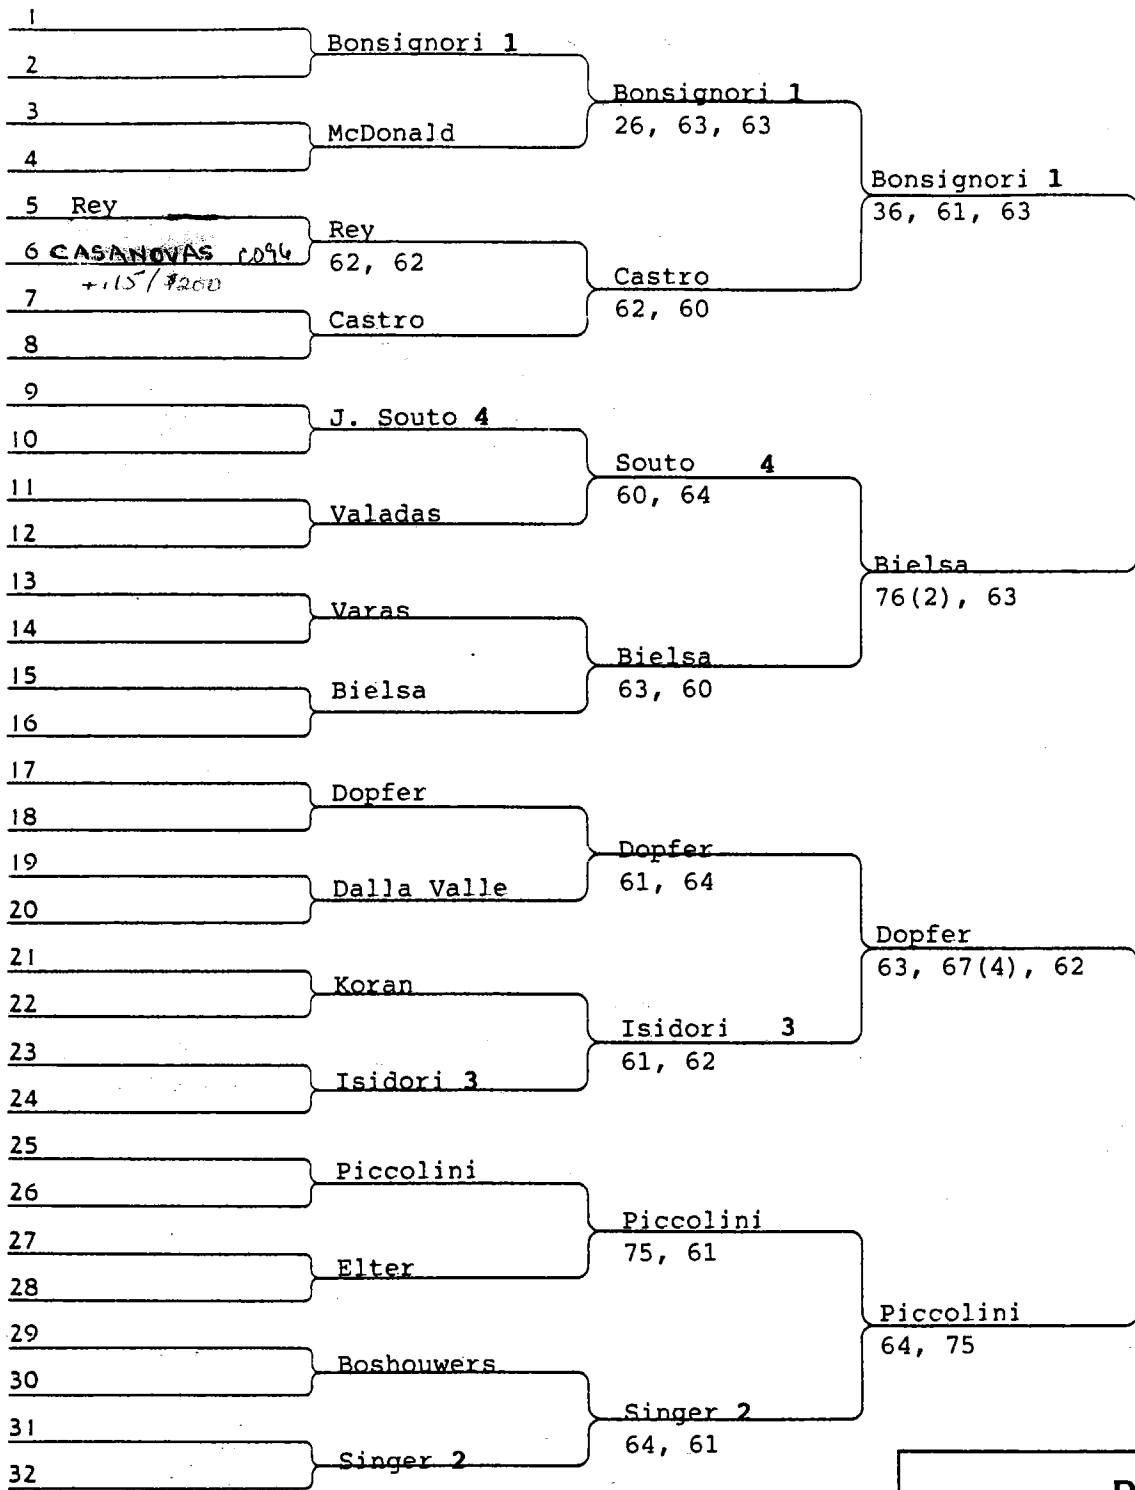 1
Bonsignori 1
2
Bonsignori 1
26, 63, 63
3
McDonald
4
Bonsignori 1
36, 61, 63
5 Rey
Rey
62, 62
6 CASANOVAS
Castro
62, 60
7
Castro
8
9
J. Souto 4
10
Souto 4
60, 64
11
Valadas
12
Bielsa
76(2), 63
13
Varas
14
Bielsa
63, 60
15
Bielsa
16
17
Dopfer
18
Dopfer
61, 64
19
Dalla Valle
20
Dopfer
63, 67(4), 62
21
Koran
22
Isidori 3
61, 62
23
Isidori 3
24
25
Piccolini
26
Piccolini
75, 61
27
Elter
28
Piccolini
64, 75
29
Boshouwers
30
Singer 2
64, 61
31
Singer 2
32